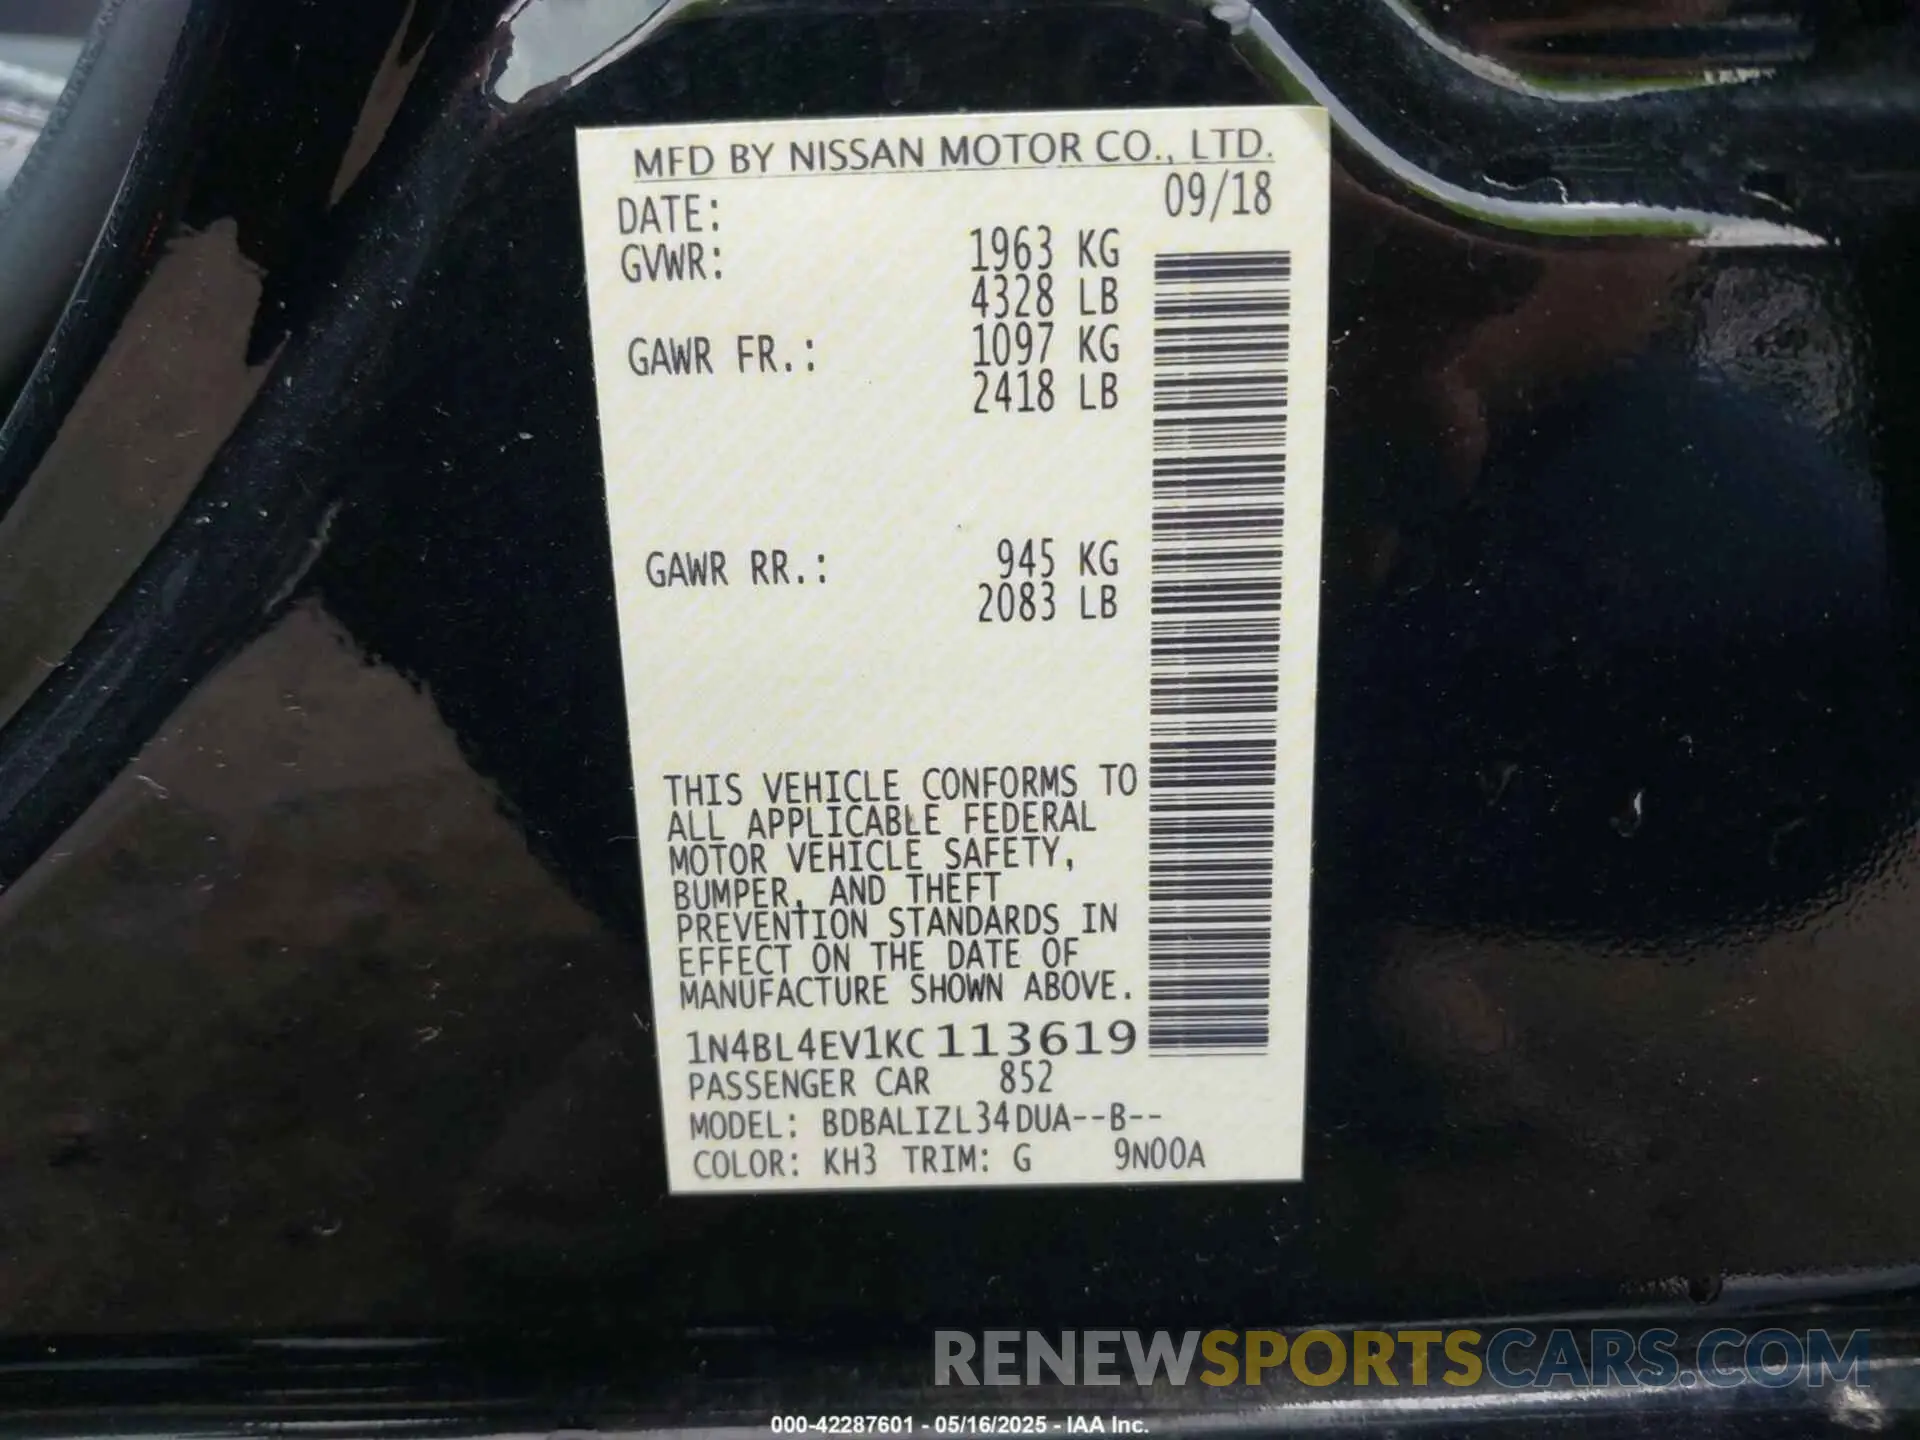 MFD BY NISSAN MOTOR CO., LTD.
DATE: 09/18
GVWR: 1963 KG
4328 LB
GAWR FR.: 1097 KG
2418 LB
GAWR RR.: 945 KG
2083 LB
THIS VEHICLE CONFORMS TO
ALL APPLICABLE FEDERAL
MOTOR VEHICLE SAFETY,
BUMPER, AND THEFT
PREVENTION STANDARDS IN
EFFECT ON THE DATE OF
MANUFACTURE SHOWN ABOVE.
1N4BL4EV1KC113619
PASSENGER CAR 852
MODEL: BDBALIZL34DUA--B--
COLOR: KH3 TRIM: G 9N00A
RENEWSPORTSCARS.COM
000-42287601 - 05/16/2025 - IAA Inc.